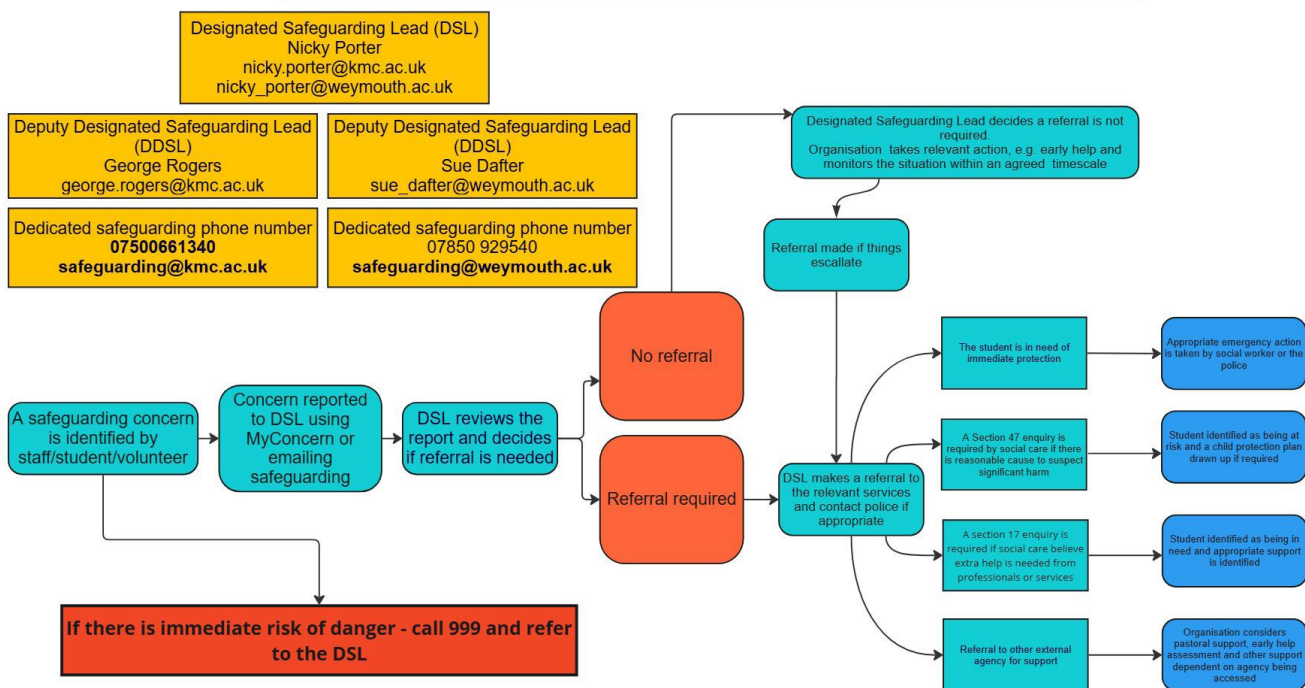 Designated Safeguarding Lead (DSL)
Nicky Porter
nicky.porter@kmc.ac.uk
nicky_porter@weymouth.ac.uk
Deputy Designated Safeguarding Lead
(DDSL)
George Rogers
george.rogers@kmc.ac.uk
Deputy Designated Safeguarding Lead
(DDSL)
Sue Dafter
sue_dafter@weymouth.ac.uk
Dedicated safeguarding phone number
07500661340
safeguarding@kmc.ac.uk
Dedicated safeguarding phone number
07850 929540
safeguarding@weymouth.ac.uk
A safeguarding concern
is identified by
staff/student/volunteer
Concern reported
to DSL using
MyConcern or
emailing
safeguarding
DSL reviews the
report and decides
if referral is needed
No referral
Referral required
Designated Safeguarding Lead decides a referral is not
required.
Organisation takes relevant action, e.g. early help and
monitors the situation within an agreed timescale
Referral made if things
escallate
DSL makes a referral to
the relevant services
and contact police if
appropriate
The student is in need of
immediate protection
Appropriate emergency action
is taken by social worker or the
police
A Section 47 enquiry is
required by social care if there
is reasonable cause to suspect
significant harm
Student identified as being at
risk and a child protection plan
drawn up if required
A section 17 enquiry is
required if social care believe
extra help is needed from
professionals or services
Student identified as being in
need and appropriate support
is identified
Referral to other external
agency for support
Organisation considers
pastoral support, early help
assessment and other support
dependent on agency being
accessed
If there is immediate risk of danger - call 999 and refer
to the DSL